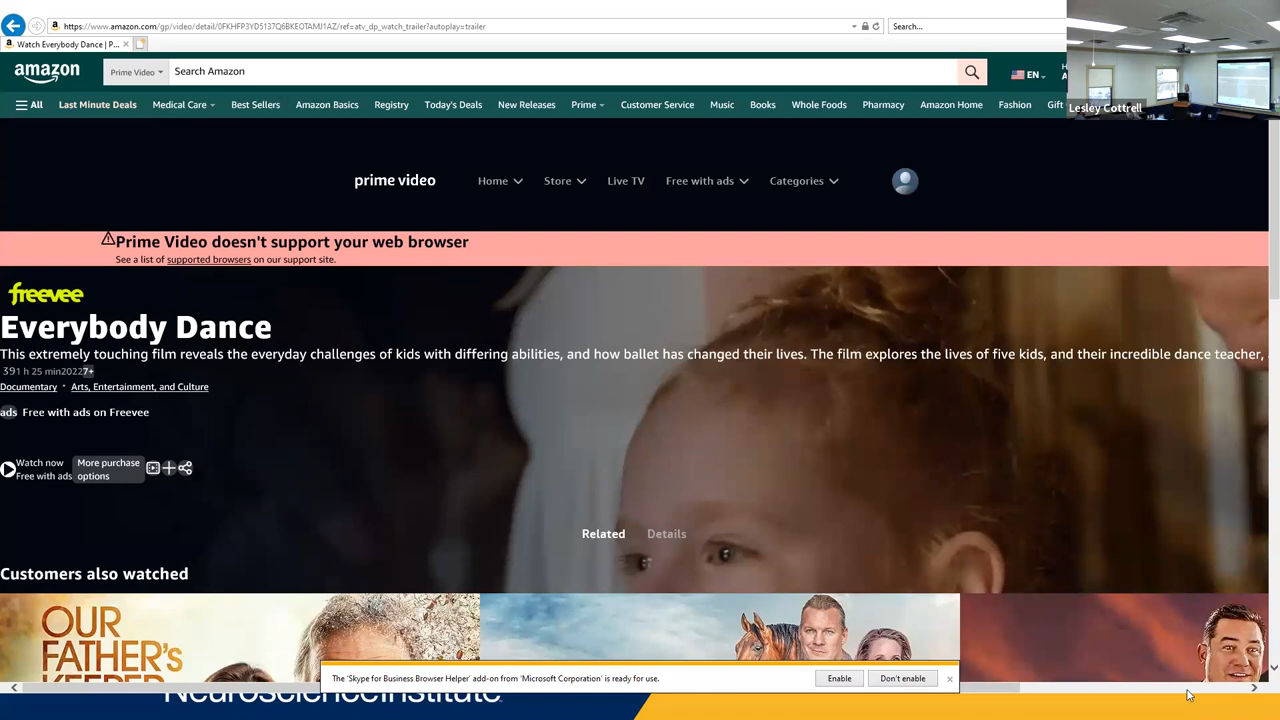 https://www.amazon.com/gp/video/detail/0FKHFP3YD5137Q6BKEOTAMJ1AZ/ref=atv_dp_watch_trailer?autoplay=trailer
Search...
Watch Everybody Dance | P...
amazon
Prime Video
Search Amazon
EN
All
Last Minute Deals
Medical Care
Best Sellers
Amazon Basics
Registry
Today's Deals
New Releases
Prime
Customer Service
Music
Books
Whole Foods
Pharmacy
Amazon Home
Fashion
Gift
Lesley Cottrell
prime video
Home
Store
Live TV
Free with ads
Categories
Prime Video doesn't support your web browser
See a list of supported browsers on our support site.
freevee
Everybody Dance
This extremely touching film reveals the everyday challenges of kids with differing abilities, and how ballet has changed their lives. The film explores the lives of five kids, and their incredible dance teacher,
391 h 25 min20227+
Documentary · Arts, Entertainment, and Culture
ads Free with ads on Freevee
Watch now
Free with ads
More purchase
options
Related
Details
Customers also watched
OUR
FATHER'S
KEEPER
The 'Skype for Business Browser Helper' add-on from 'Microsoft Corporation' is ready for use.
Enable
Don't enable
Neuroscience Institute